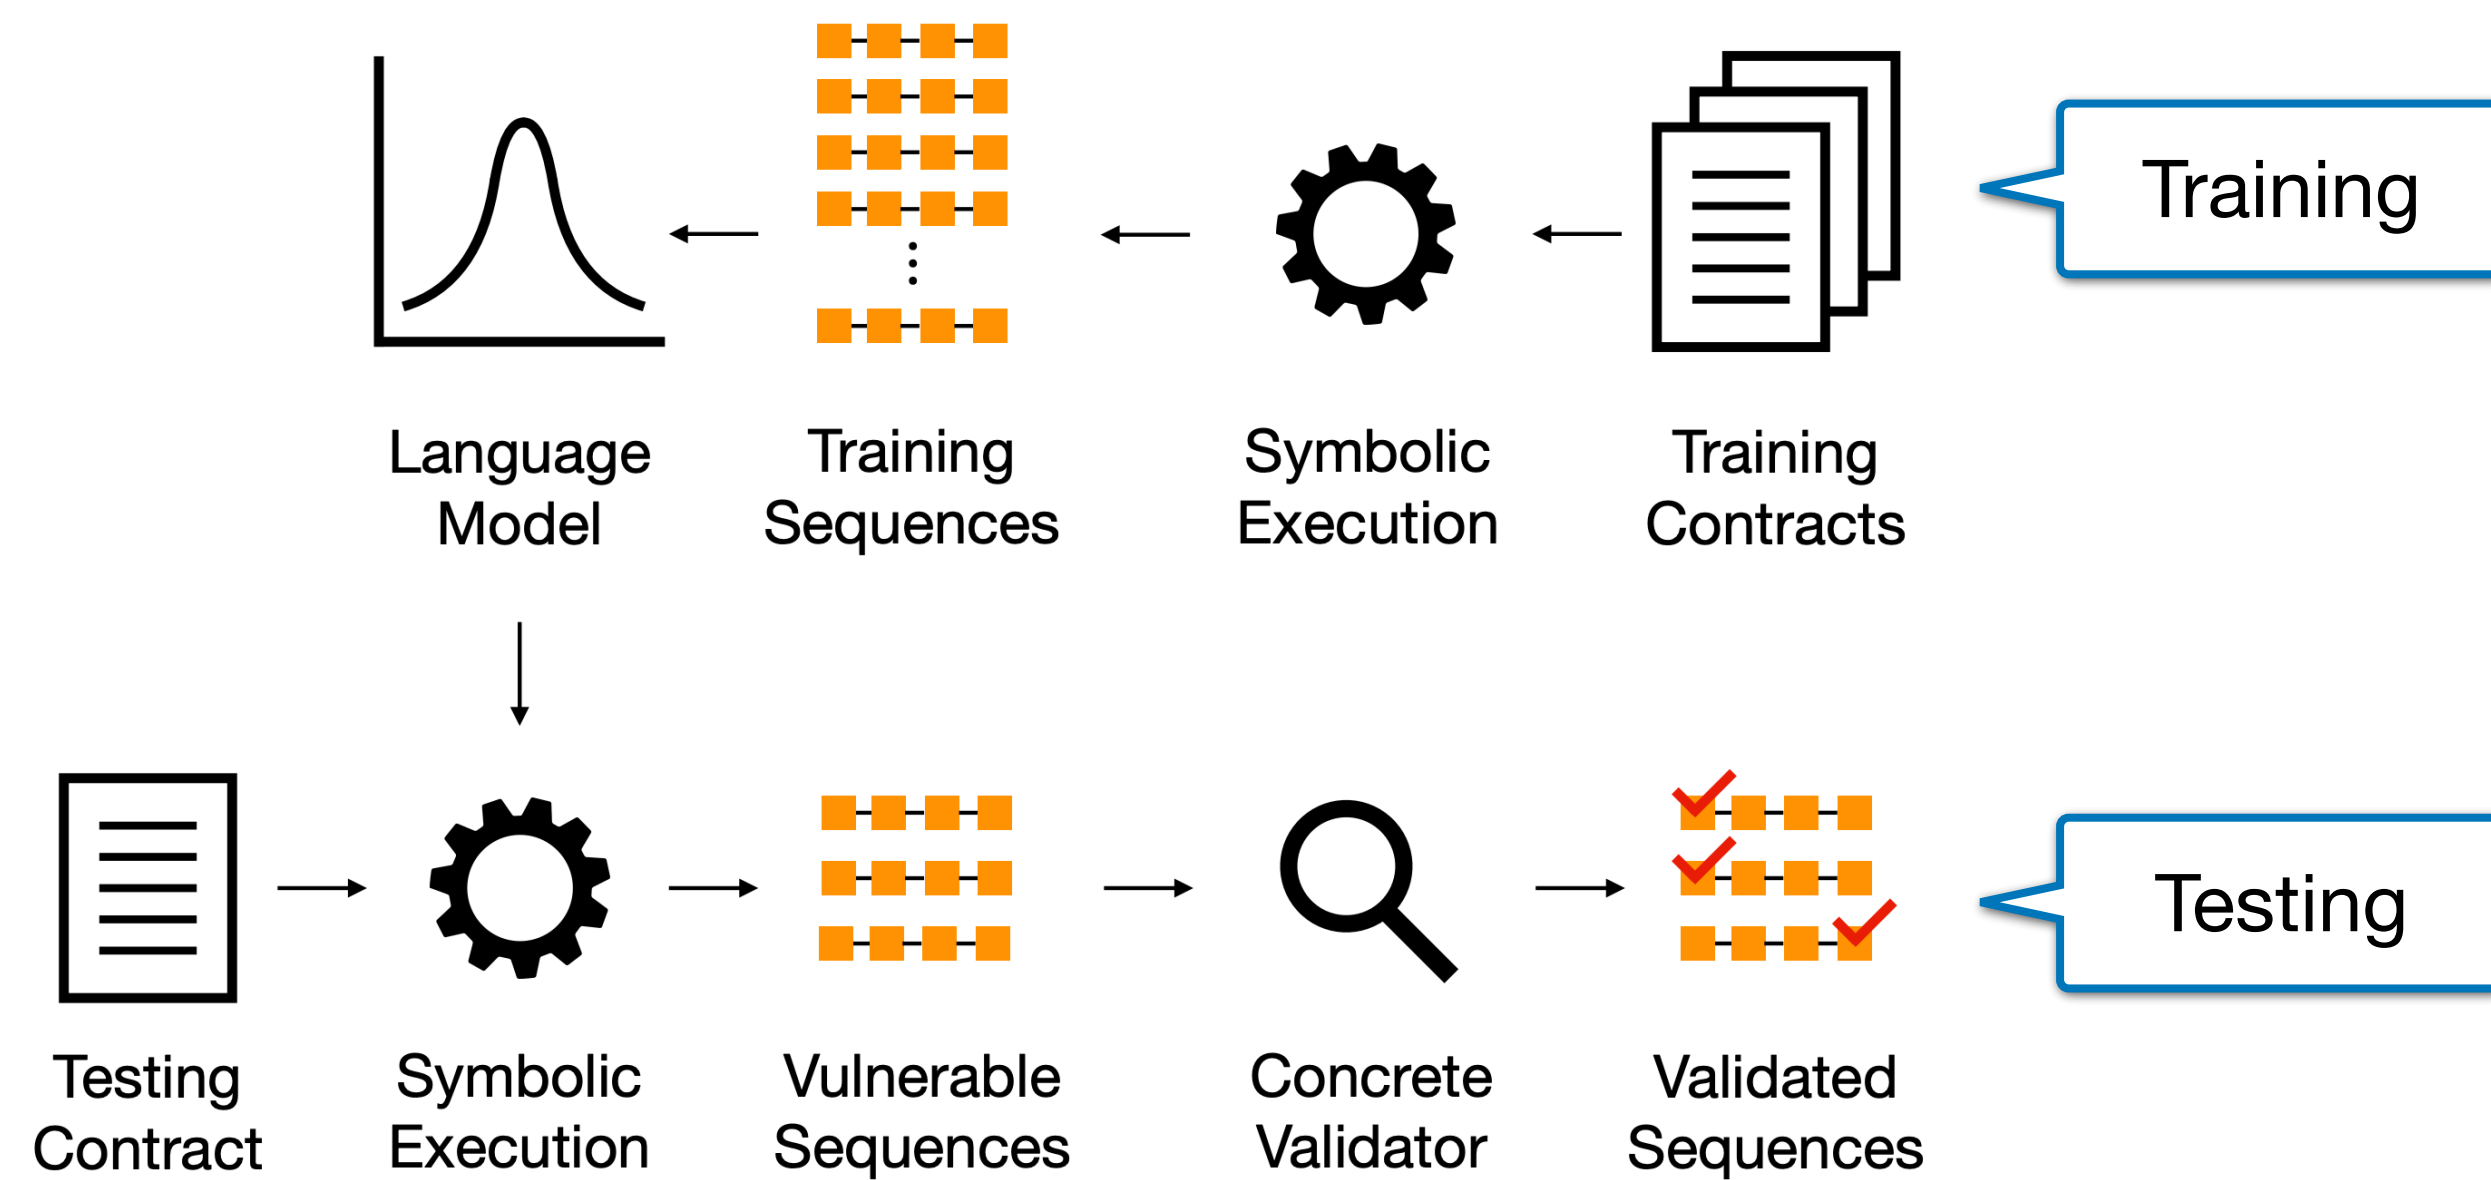 Training
Language
Model
Training
Sequences
Symbolic
Execution
Training
Contracts
Testing
Testing
Contract
Symbolic
Execution
Vulnerable
Sequences
Concrete
Validator
Validated
Sequences